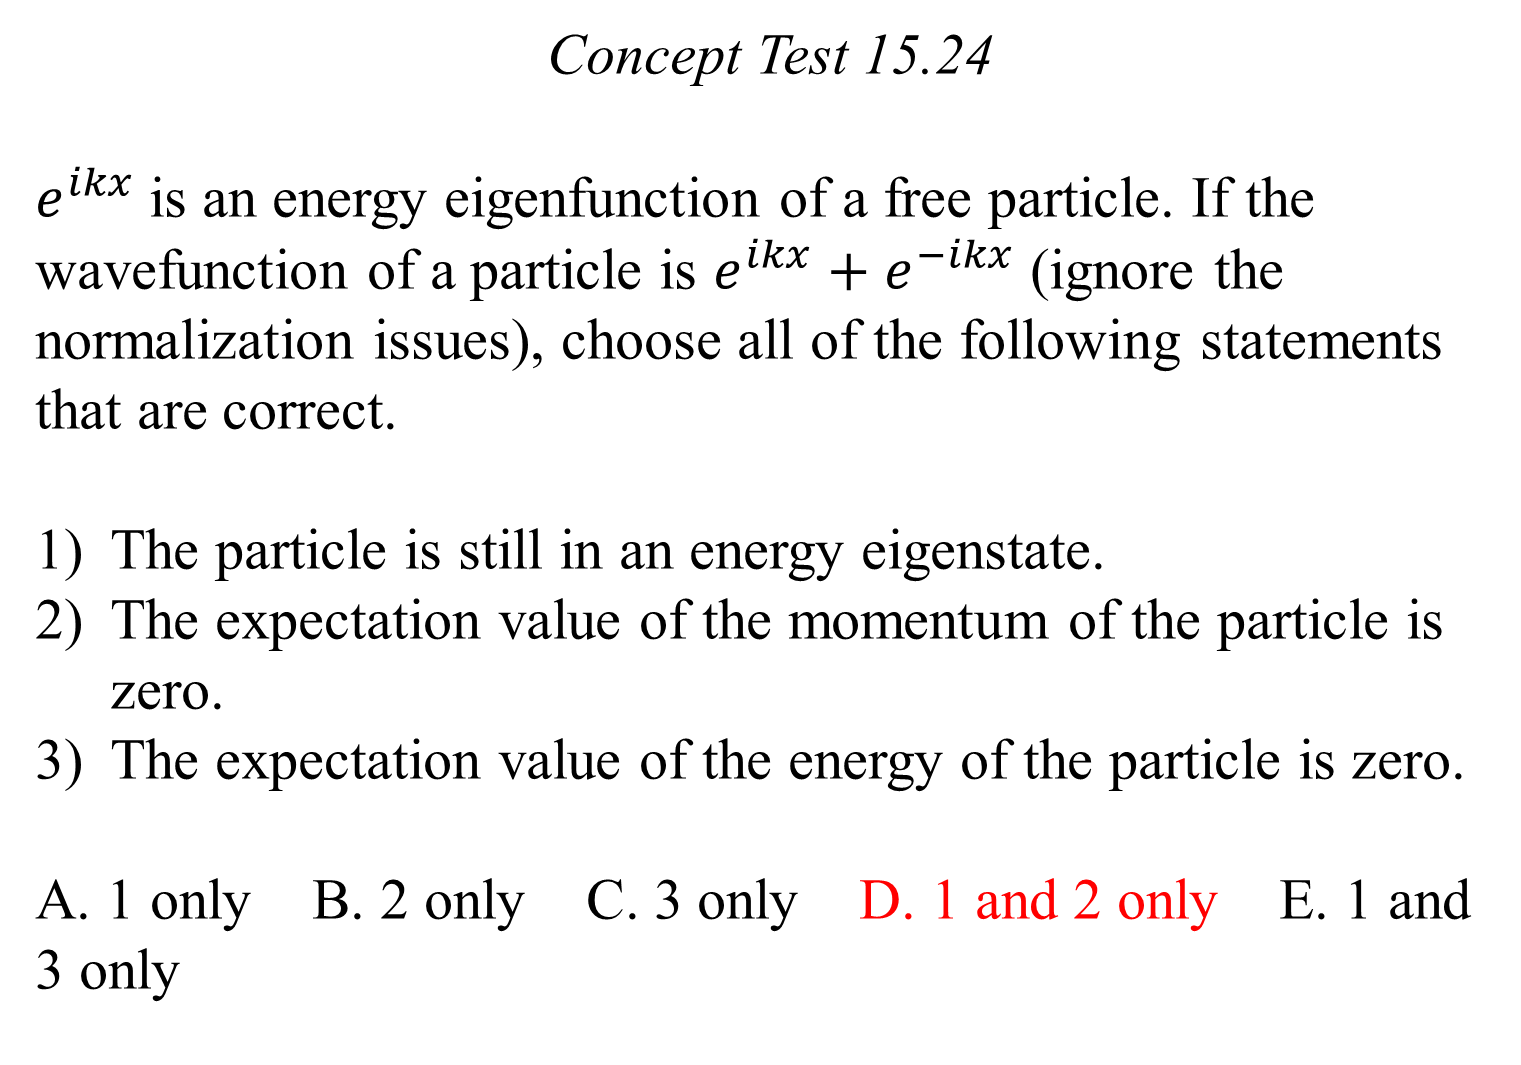 Concept Test 15.24
e^{ikx} is an energy eigenfunction of a free particle. If the
wavefunction of a particle is e^{ikx} + e^{−ikx} (ignore the
normalization issues), choose all of the following statements
that are correct.
1) The particle is still in an energy eigenstate.
2) The expectation value of the momentum of the particle is
zero.
3) The expectation value of the energy of the particle is zero.
A. 1 only B. 2 only C. 3 only D. 1 and 2 only E. 1 and
3 only